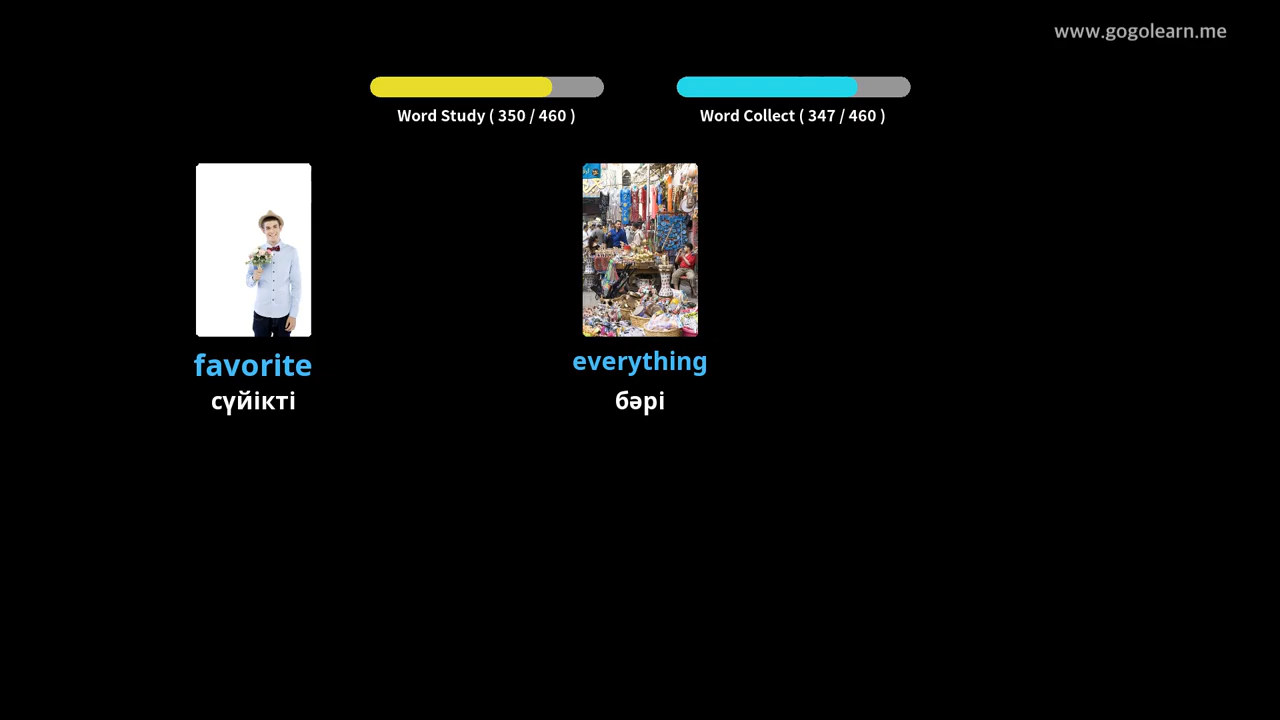 www.gogolearn.me
Word Study ( 350 / 460 )
Word Collect ( 347 / 460 )
favorite
сүйікті
everything
бәрі